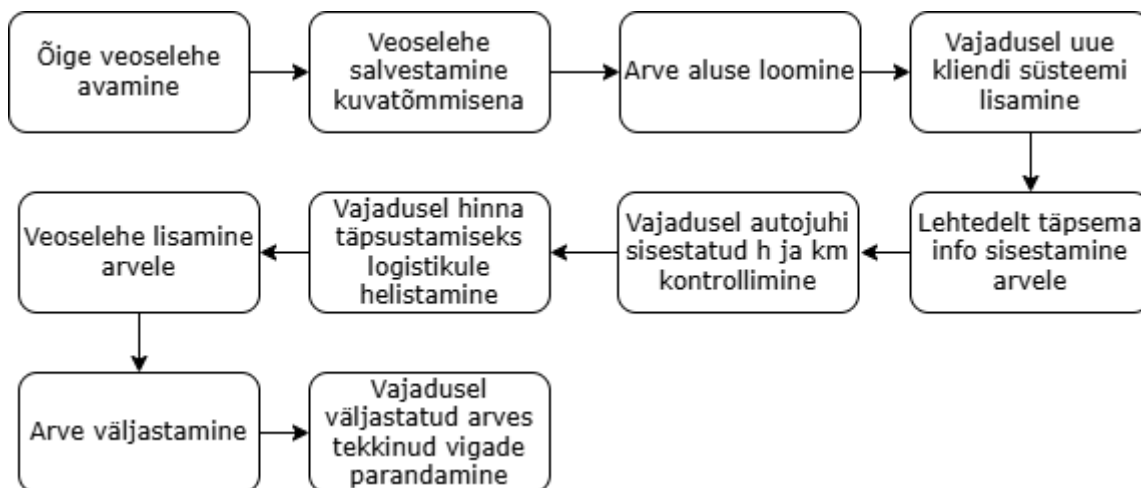 Õige veoselehe
avamine
Veoselehe
salvestamine
kuvatõmmisena
Arve aluse loomine
Vajadusel uue
kliendi süsteemi
lisamine
Lehtedelt täpsema
info sisestamine
arvele
Vajadusel autojuhi
sisestatud h ja km
kontrollimine
Vajadusel hinna
täpsustamiseks
logistikule
helistamine
Veoselehe lisamine
arvele
Arve väljastamine
Vajadusel
väljastatud arves
tekkinud vigade
parandamine